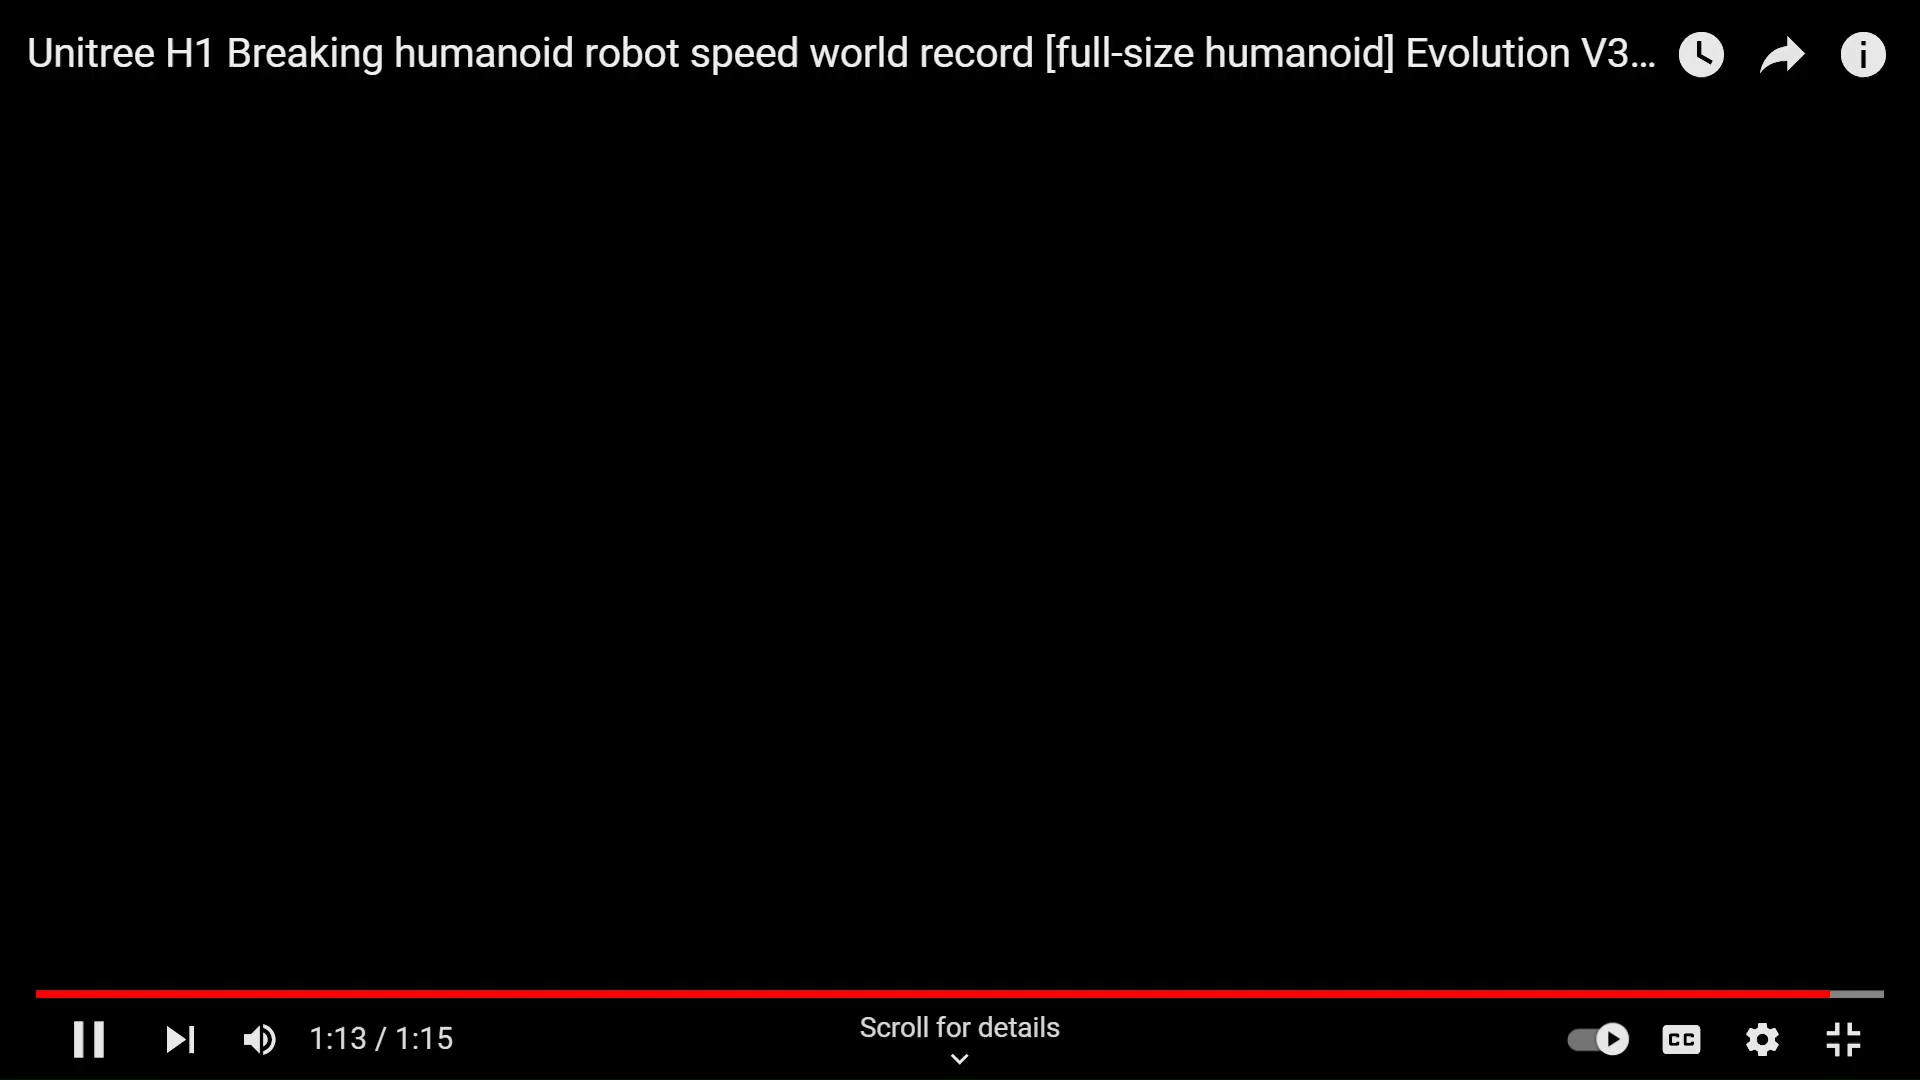 Unitree H1 Breaking humanoid robot speed world record [full-size humanoid] Evolution V3...
1:13 / 1:15
Scroll for details
CC